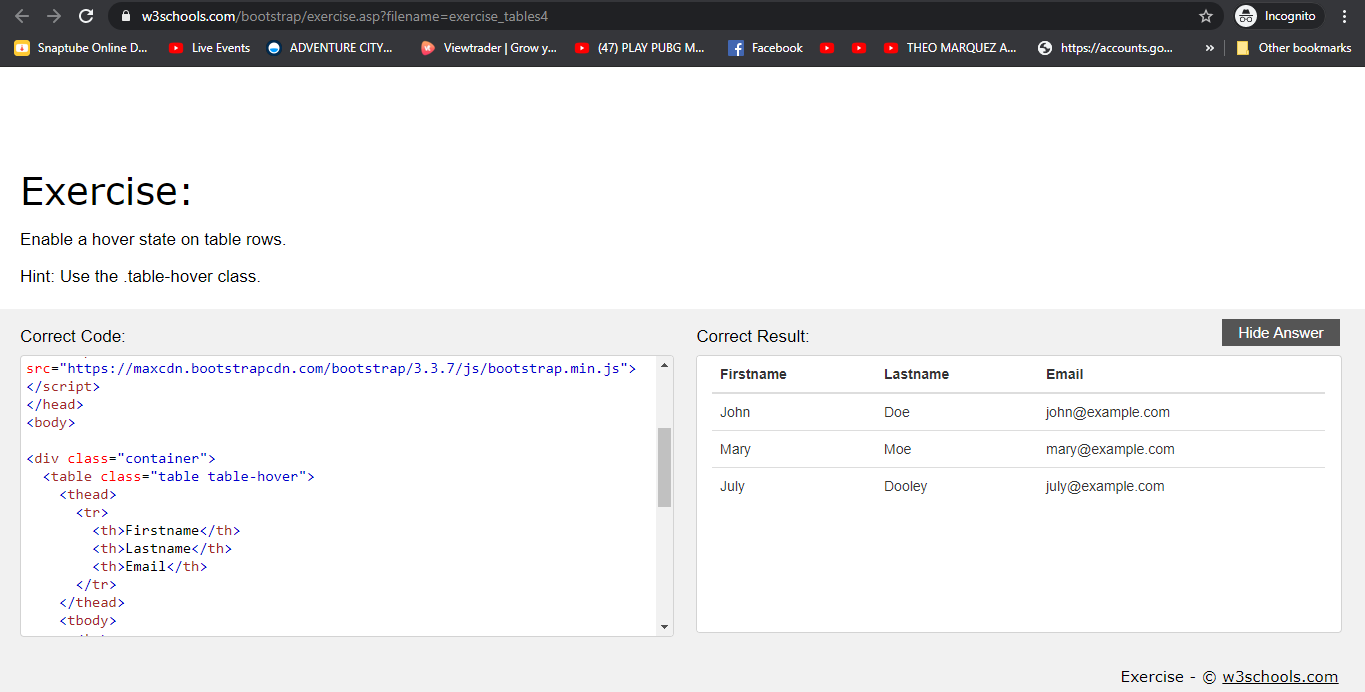 w3schools.com/bootstrap/exercise.asp?filename=exercise_tables4
Incognito
Snaptube Online D...
Live Events
ADVENTURE CITY...
Viewtrader | Grow y...
(47) PLAY PUBG M...
Facebook
THEO MARQUEZ A...
https://accounts.go...
»
Other bookmarks
Exercise:
Enable a hover state on table rows.
Hint: Use the .table-hover class.
Correct Code:
src="https://maxcdn.bootstrapcdn.com/bootstrap/3.3.7/js/bootstrap.min.js">
</script>
</head>
<body>
<div class="container">
<table class="table table-hover">
<thead>
<tr>
<th>Firstname</th>
<th>Lastname</th>
<th>Email</th>
</tr>
</thead>
<tbody>
Correct Result:
Hide Answer
Firstname Lastname Email
John Doe john@example.com
Mary Moe mary@example.com
July Dooley july@example.com
Exercise - © w3schools.com